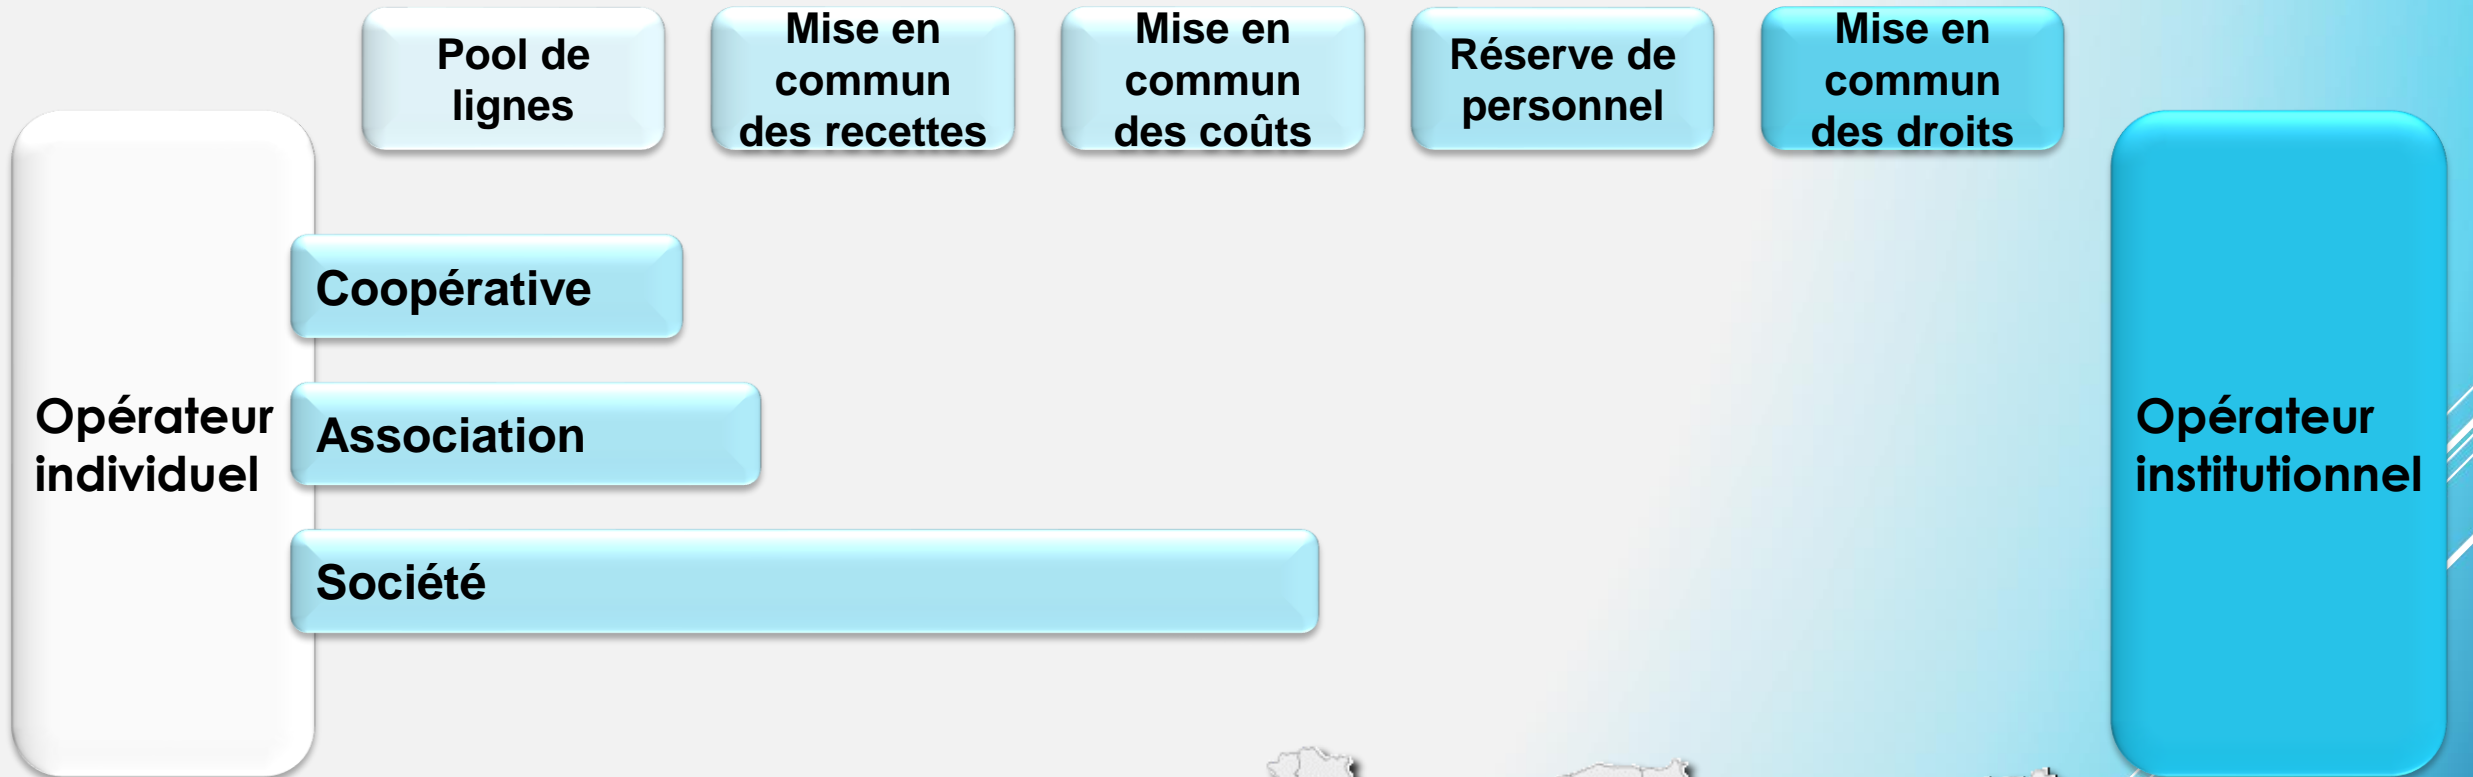 Pool de
lignes
Mise en
commun
des recettes
Mise en
commun
des coûts
Réserve de
personnel
Mise en
commun
des droits
Opérateur
individuel
Coopérative
Association
Société
Opérateur
institutionnel